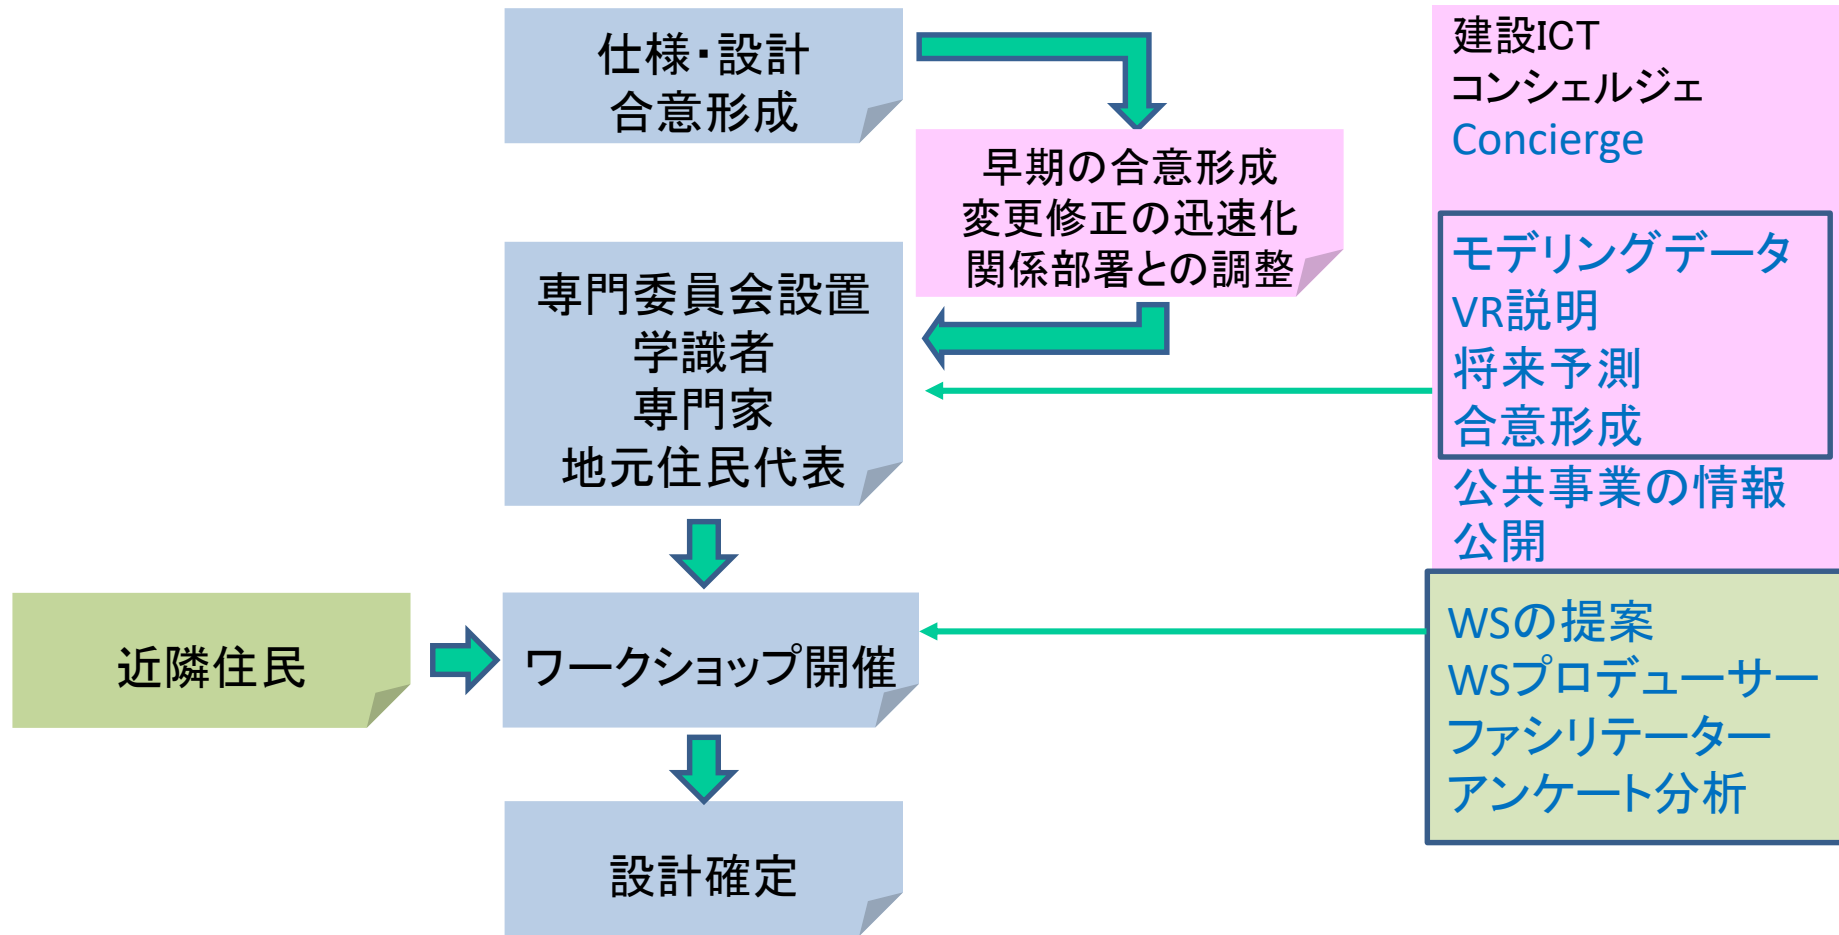 仕様・設計
合意形成
早期の合意形成
変更修正の迅速化
関係部署との調整
専門委員会設置
学識者
専門家
地元住民代表
近隣住民
ワークショップ開催
設計確定
建設ICT
コンシェルジェ
Concierge
モデリングデータ
VR説明
将来予測
合意形成
公共事業の情報
公開
WSの提案
WSプロデューサー
ファシリテーター
アンケート分析